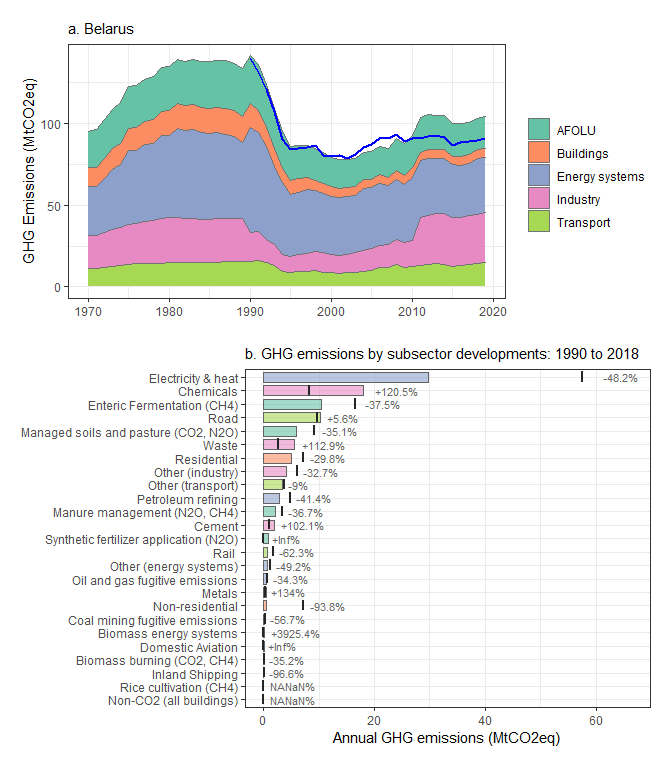 a. Belarus
GHG Emissions (MtCO2eq)
100
50
0
1970
1980
1990
2000
2010
2020
AFOLU
Buildings
Energy systems
Industry
Transport
b. GHG emissions by subsector developments: 1990 to 2018
Electricity & heat -48.2%
Chemicals +120.5%
Enteric Fermentation (CH4) -37.5%
Road +5.6%
Managed soils and pasture (CO2, N2O) -35.1%
Waste +112.9%
Residential -29.8%
Other (industry) -32.7%
Other (transport) -9%
Petroleum refining -41.4%
Manure management (N2O, CH4) -36.7%
Cement +102.1%
Synthetic fertilizer application (N2O) +Inf%
Rail -62.3%
Other (energy systems) -49.2%
Oil and gas fugitive emissions -34.3%
Metals +134%
Non-residential -93.8%
Coal mining fugitive emissions -56.7%
Biomass energy systems +3925.4%
Domestic Aviation +Inf%
Biomass burning (CO2, CH4) -35.2%
Inland Shipping -96.6%
Rice cultivation (CH4) NANaN%
Non-CO2 (all buildings) NANaN%
0
20
40
60
Annual GHG emissions (MtCO2eq)